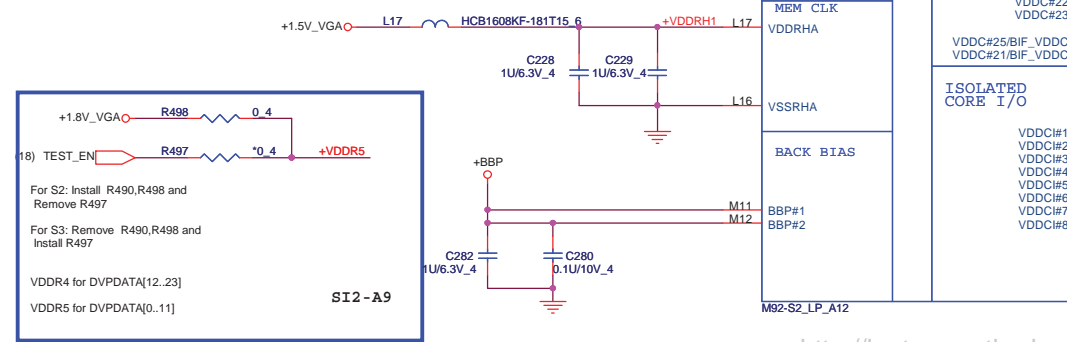 +1.5V_VGA L17 HCB1608KF-181T15_6 +VDDRH1 L17
MEM CLK
VDDRHA
C228
1U/6.3V_4
C229
1U/6.3V_4
L16 VSSRHA
BACK BIAS
+BBP
M11 BBP#1
M12 BBP#2
C282
1U/6.3V_4
C280
0.1U/10V_4
M92-S2_LP_A12
VDDC#22
VDDC#23
VDDC#25/BIF_VDDC
VDDC#21/BIF_VDDC
ISOLATED
CORE I/O
VDDCI#1
VDDCI#2
VDDCI#3
VDDCI#4
VDDCI#5
VDDCI#6
VDDCI#7
VDDCI#8
+1.8V_VGA R498 0_4
(18) TEST_EN R497 *0_4 +VDDR5
For S2: Install R490,R498 and
Remove R497
For S3: Remove R490,R498 and
Install R497
VDDR4 for DVPDATA[12..23]
VDDR5 for DVPDATA[0..11]
SI2-A9